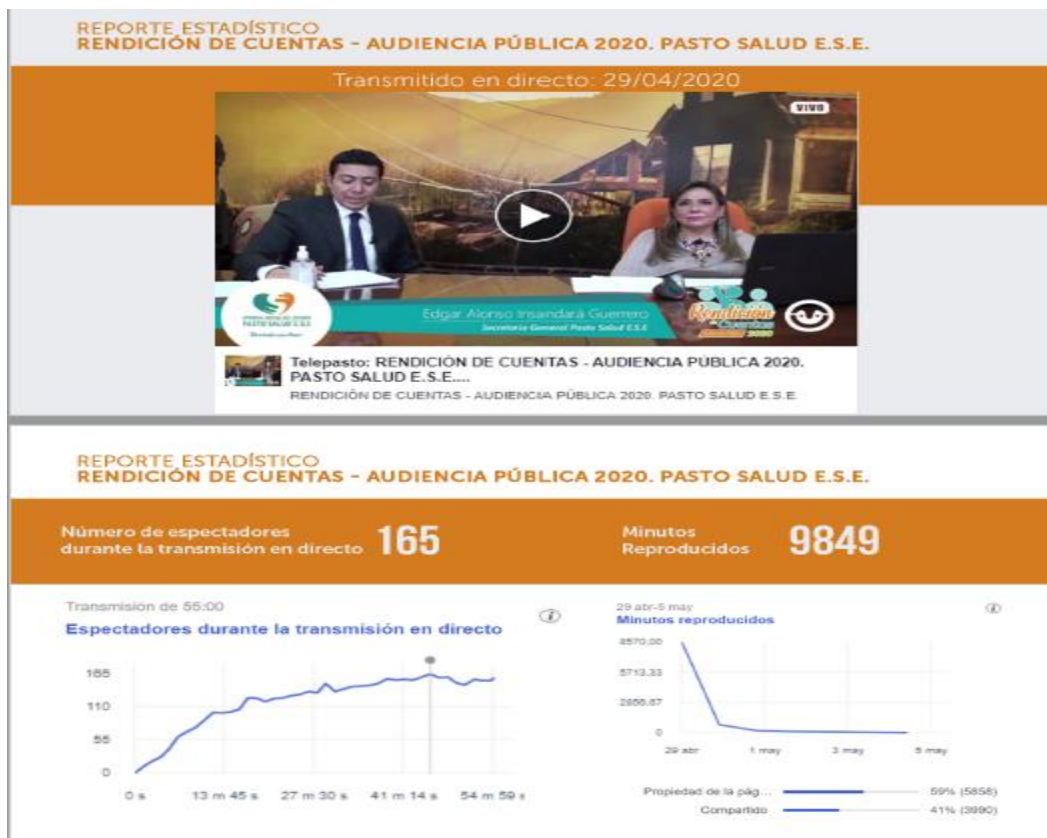 REPORTE ESTADÍSTICO
RENDICIÓN DE CUENTAS - AUDIENCIA PÚBLICA 2020. PASTO SALUD E.S.E.
Transmitido en directo: 29/04/2020
VIVO
PASTO SALUD E.S.E
Edgar Alonso Insandará Guerrero
Secretario General Pasto Salud E.S.E
Rendición
de Cuentas
2020
Telepasto: RENDICIÓN DE CUENTAS - AUDIENCIA PÚBLICA 2020.
PASTO SALUD E.S.E....
RENDICIÓN DE CUENTAS - AUDIENCIA PÚBLICA 2020. PASTO SALUD E.S.E.
REPORTE ESTADÍSTICO
RENDICIÓN DE CUENTAS - AUDIENCIA PÚBLICA 2020. PASTO SALUD E.S.E.
Número de espectadores
durante la transmisión en directo 165
Minutos
Reproducidos 9849
Transmisión de 55:00
Espectadores durante la transmisión en directo
165
110
55
0
0 s 13 m 45 s 27 m 30 s 41 m 14 s 54 m 59 s
29 abr-5 may
Minutos reproducidos
8570.00
5713.33
2856.67
0
29 abr 1 may 3 may 5 may
Propiedad de la pág... 59% (5858)
Compartido 41% (3990)